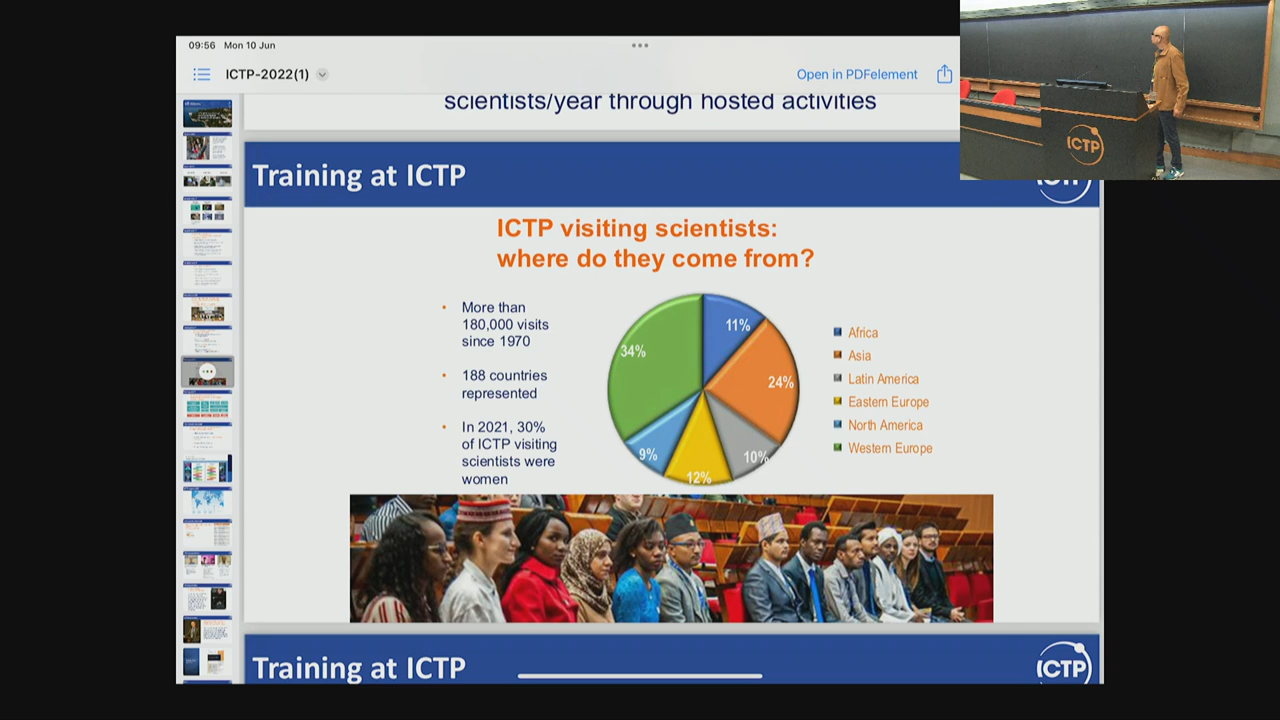 09:56 Mon 10 Jun
ICTP-2022(1)
Open in PDFelement
scientists/year through hosted activities
Training at ICTP
ICTP
ICTP visiting scientists:
where do they come from?
• More than
180,000 visits
since 1970
• 188 countries
represented
• In 2021, 30%
of ICTP visiting
scientists were
women
11%
24%
10%
12%
9%
34%
Africa
Asia
Latin America
Eastern Europe
North America
Western Europe
Training at ICTP
ICTP